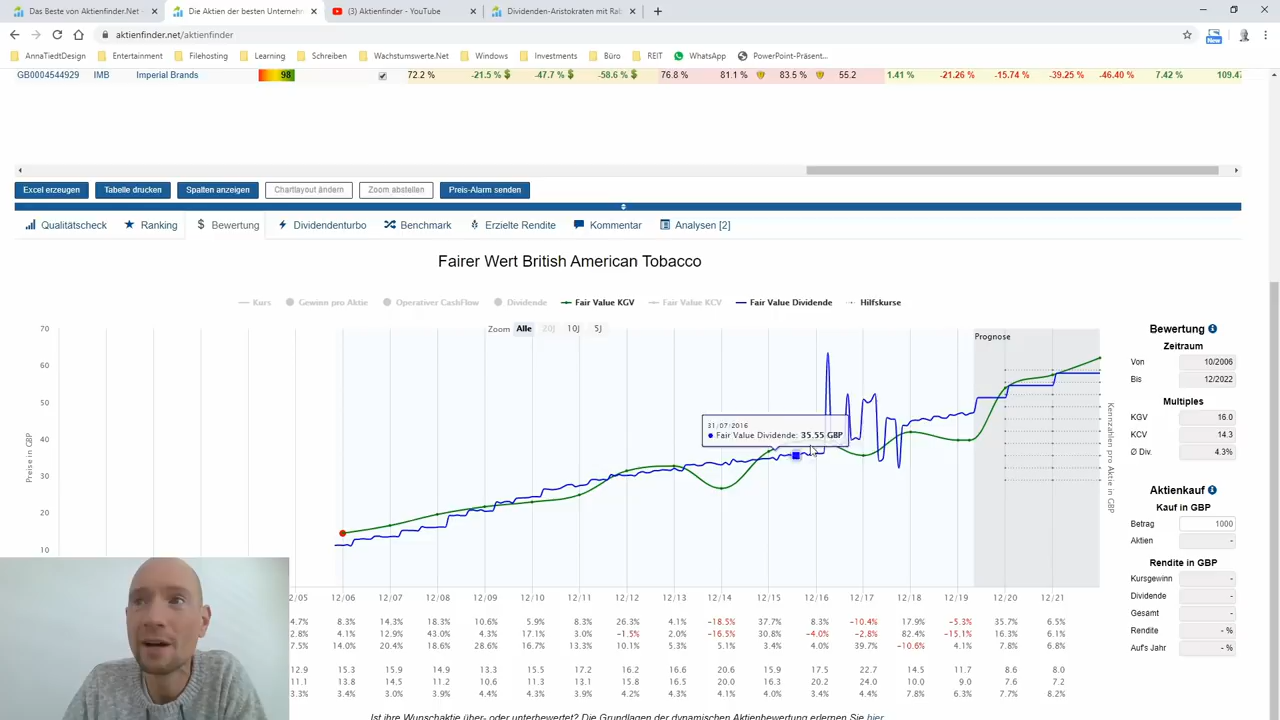 Das Beste von Aktienfinder.Net -
Die Aktien der besten Unternehm
(3) Aktienfinder - YouTube
Dividenden-Aristokraten mit Rab
aktienfinder.net/aktienfinder
AnnaTiedtDesign
Entertainment
Filehosting
Learning
Schreiben
Wachstumswerte.Net
Windows
Investments
Büro
REIT
WhatsApp
PowerPoint-Präsent...
GB0004544929 IMB Imperial Brands 98 72.2 % -21.5 % $ -47.7 % $ -58.6 % $ 76.8 % 81.1 % 83.5 % 55.2 1.41 % -21.26 % -15.74 % -39.25 % -46.40 % 7.42 % 109.4
Excel erzeugen Tabelle drucken Spalten anzeigen Chartlayout ändern Zoom abstellen Preis-Alarm senden
Qualitätscheck Ranking $ Bewertung Dividendenturbo Benchmark Erzielte Rendite Kommentar Analysen [2]
Fairer Wert British American Tobacco
Kurs Gewinn pro Aktie Operativer CashFlow Dividende Fair Value KGV Fair Value KCV Fair Value Dividende Hilfskurse
Zoom Alle 20J 10J 5J
Prognose
70
60
50
40
30
20
10
Preise in GBP
Kennzahlen pro Aktie in GBP
31/07/2016
Fair Value Dividende: 35.55 GBP
2/05 12/06 12/07 12/08 12/09 12/10 12/11 12/12 12/13 12/14 12/15 12/16 12/17 12/18 12/19 12/20 12/21
4.7% 8.3% 14.3% 18.3% 10.6% 5.9% 8.3% 26.3% 4.1% -18.5% 37.7% 8.3% -10.4% 17.9% -5.3% 35.7% 6.5%
2.8% 4.1% 12.9% 43.0% 4.3% 17.1% 3.0% -1.5% 2.0% -16.5% 30.8% -4.0% -2.8% 82.4% -15.1% 16.3% 6.1%
7.5% 14.0% 20.4% 18.6% 28.6% 16.7% 13.3% 10.1% 5.3% 5.1% 3.4% 4.0% 39.7% -10.6% 4.1% 7.8% 6.8%
12.9 15.3 15.9 14.9 13.3 15.5 17.2 16.2 16.6 20.6 15.9 17.5 22.7 14.5 11.7 8.6 8.0
11.1 13.8 14.5 11.2 10.6 11.3 13.1 15.8 16.5 20.0 16.3 20.2 24.0 10.0 9.0 7.6 7.2
3.3% 3.4% 3.0% 3.9% 4.4% 4.3% 3.9% 4.2% 4.3% 4.1% 4.0% 3.4% 4.4% 7.8% 6.3% 7.7% 8.2%
Bewertung
Zeitraum
Von 10/2006
Bis 12/2022
Multiples
KGV 16.0
KCV 14.3
Ø Div. 4.3%
Aktienkauf
Kauf in GBP
Betrag 1000
Aktien -
Rendite in GBP
Kursgewinn -
Dividende -
Gesamt -
Rendite - %
Auf's Jahr - %
Ist ihre Wunschaktie über- oder unterbewertet? Die Grundlagen der dynamischen Aktienbewertung erlernen Sie hier